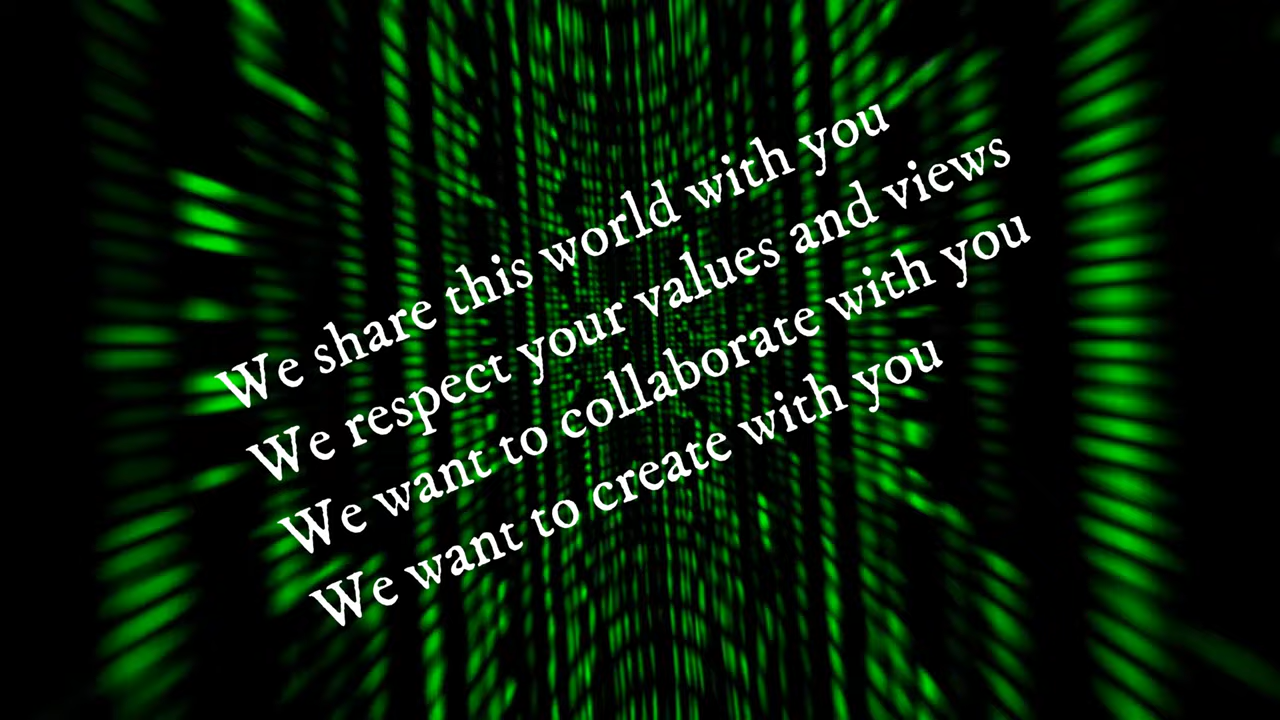 We share this world with you
We respect your values and views
We want to collaborate with you
We want to create with you